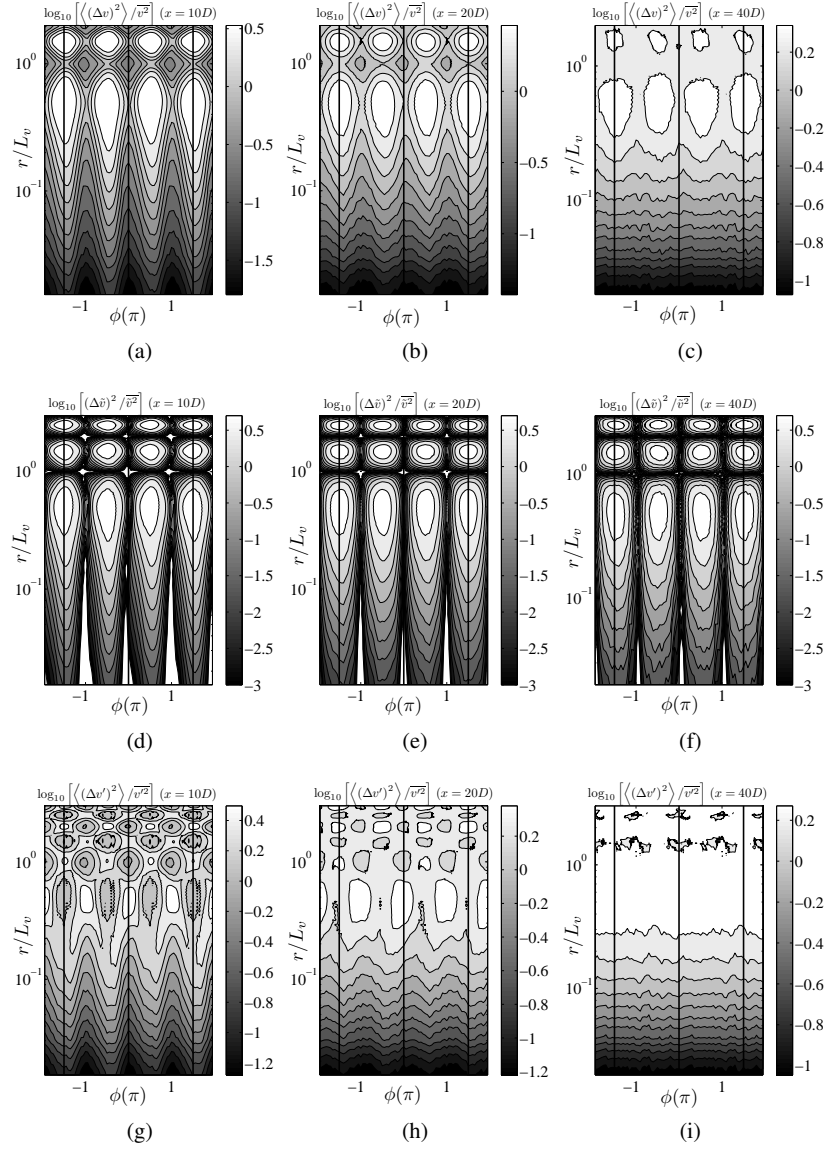 log₁₀ [⟨(Δv)²⟩ / v̅²] (x = 10D)
log₁₀ [⟨(Δv)²⟩ / v̅²] (x = 20D)
log₁₀ [⟨(Δv)²⟩ / v̅²] (x = 40D)
r/Lᵥ
10⁰
10⁻¹
−1
1
ϕ(π)
0.5
0
−0.5
−1
−1.5
r/Lᵥ
10⁰
10⁻¹
−1
1
ϕ(π)
0
−0.5
−1
r/Lᵥ
10⁰
10⁻¹
−1
1
ϕ(π)
0.2
0
−0.2
−0.4
−0.6
−0.8
−1
(a)
(b)
(c)
log₁₀ [(Δṽ)² / ṽ̅²] (x = 10D)
log₁₀ [(Δṽ)² / ṽ̅²] (x = 20D)
log₁₀ [(Δṽ)² / ṽ̅²] (x = 40D)
r/Lᵥ
10⁰
10⁻¹
−1
1
ϕ(π)
0.5
0
−0.5
−1
−1.5
−2
−2.5
−3
r/Lᵥ
10⁰
10⁻¹
−1
1
ϕ(π)
0.5
0
−0.5
−1
−1.5
−2
−2.5
−3
r/Lᵥ
10⁰
10⁻¹
−1
1
ϕ(π)
0.5
0
−0.5
−1
−1.5
−2
−2.5
−3
(d)
(e)
(f)
log₁₀ [⟨(Δv′)²⟩ / v′̅²] (x = 10D)
log₁₀ [⟨(Δv′)²⟩ / v′̅²] (x = 20D)
log₁₀ [⟨(Δv′)²⟩ / v′̅²] (x = 40D)
r/Lᵥ
10⁰
10⁻¹
−1
1
ϕ(π)
0.4
0.2
0
−0.2
−0.4
−0.6
−0.8
−1
−1.2
r/Lᵥ
10⁰
10⁻¹
−1
1
ϕ(π)
0.2
0
−0.2
−0.4
−0.6
−0.8
−1
−1.2
r/Lᵥ
10⁰
10⁻¹
−1
1
ϕ(π)
0.2
0
−0.2
−0.4
−0.6
−0.8
−1
(g)
(h)
(i)